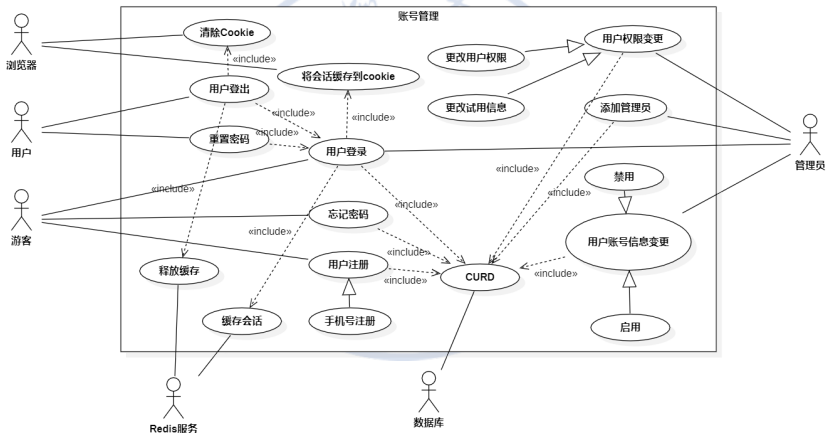 账号管理
清除Cookie
用户权限变更
浏览器
«include»
更改用户权限
将会话缓存到cookie
用户登出
更改试用信息
添加管理员
«include»
«include»
用户
重置密码
«include»
管理员
用户登录
«include»
禁用
«include»
«include»
«include»
忘记密码
游客
«include»
用户账号信息变更
«include»
用户注册
释放缓存
«include»
CURD
«include»
缓存会话
手机号注册
启用
数据库
Redis服务